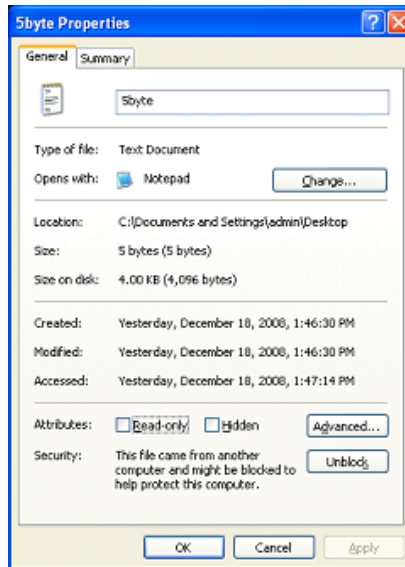 5byte Properties
General Summary
5byte
Type of file: Text Document
Opens with: Notepad Change...
Location: C:\Documents and Settings\admin\Desktop
Size: 5 bytes (5 bytes)
Size on disk: 4.00 KB (4,096 bytes)
Created: Yesterday, December 18, 2008, 1:46:30 PM
Modified: Yesterday, December 18, 2008, 1:46:30 PM
Accessed: Yesterday, December 18, 2008, 1:47:14 PM
Attributes: Read-only Hidden Advanced...
Security: This file came from another
computer and might be blocked to
help protect this computer.
Unblock
OK Cancel Apply